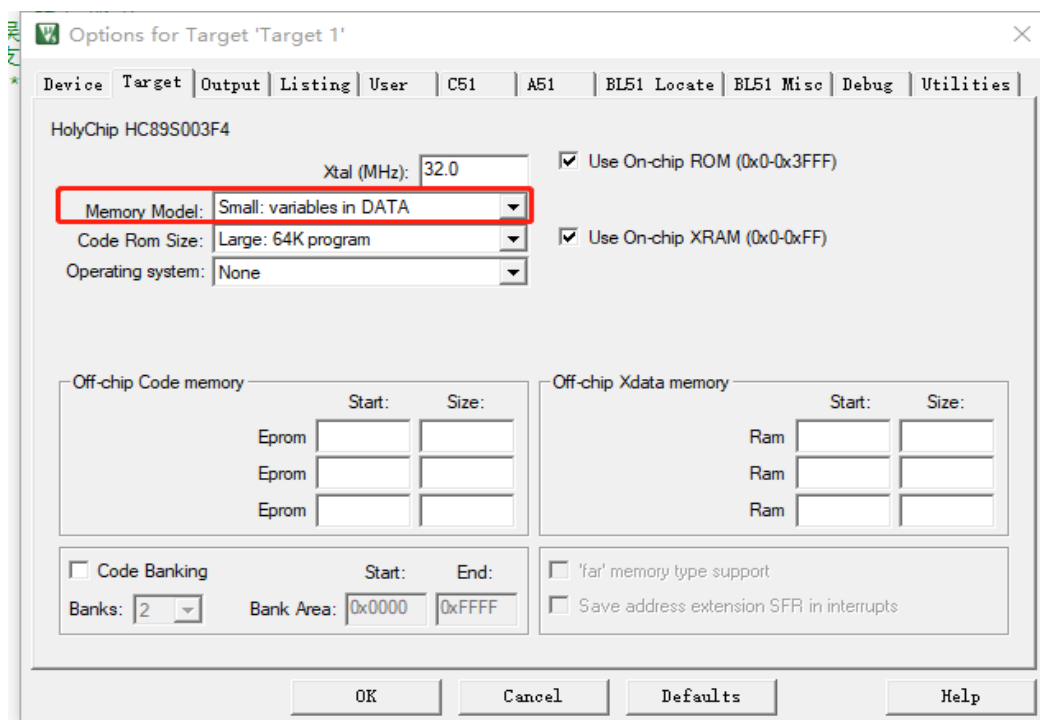 Options for Target 'Target 1'
Device Target Output Listing User C51 A51 BL51 Locate BL51 Misc Debug Utilities
HolyChip HC89S003F4
Xtal (MHz): 32.0
Use On-chip ROM (0x0-0x3FFF)
Memory Model: Small: variables in DATA
Code Rom Size: Large: 64K program
Use On-chip XRAM (0x0-0xFF)
Operating system: None
Off-chip Code memory
Start: Size:
Eprom
Eprom
Eprom
Off-chip Xdata memory
Start: Size:
Ram
Ram
Ram
Code Banking Start: End:
Banks: 2 Bank Area: 0x0000 0xFFFF
'far' memory type support
Save address extension SFR in interrupts
OK Cancel Defaults Help